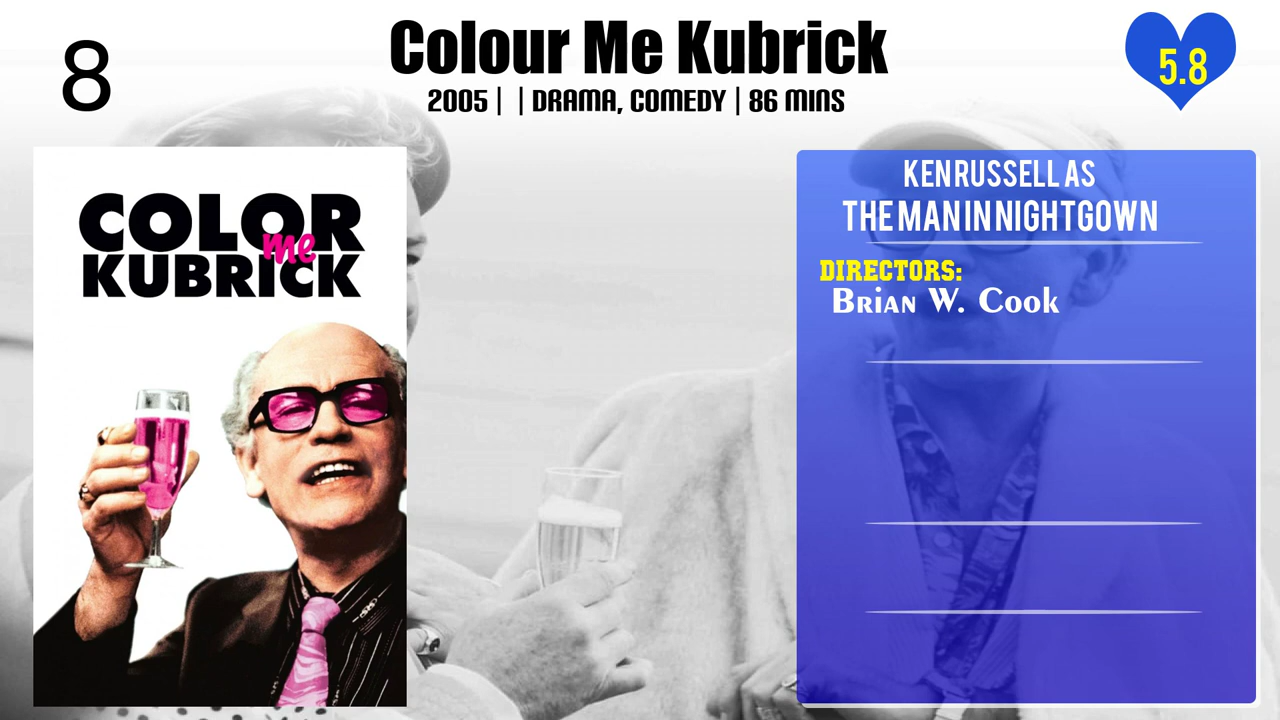 8
Colour Me Kubrick
2005 | | DRAMA, COMEDY | 86 MINS
5.8
COLOR
me
KUBRICK
KEN RUSSELL AS
THE MAN IN NIGHTGOWN
DIRECTORS:
Brian W. Cook